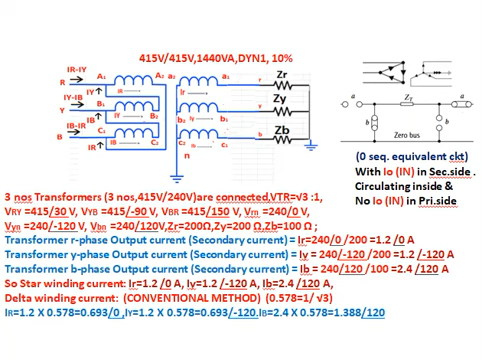 415V/415V,1440VA,DYN1, 10%
IR-IY
R
A₁
IR
A₂
a₂
Ir
a₁
r
Zr
IY
IY-IB
Y
B₁
IY
B₂
b₂
Iy
b₁
y
Zy
IB
IB-IR
B
C₁
IB
C₂
c₂
Ib
c₁
b
Zb
IR
n
a
Z_T
a
b
b
Zero bus
(0 seq. equivalent ckt)
With Io (IN) in Sec.side .
Circulating inside &
No Io (IN) in Pri.side
3 nos Transformers (3 nos,415V/240V)are connected,VTR=√3 :1,
VRY =415/30 V, VYB =415/-90 V, VBR =415/150 V, Vrn =240/0 V,
Vyn =240/-120 V, Vbn =240/120V,Zr=200Ω,Zy=200 Ω,Zb=100 Ω ;
Transformer r-phase Output current (Secondary current) = Ir=240/0 /200 =1.2 /0 A
Transformer y-phase Output current (Secondary current) = Iy = 240/-120 /200 =1.2 /-120 A
Transformer b-phase Output current (Secondary current) = Ib = 240/120 /100 =2.4 /120 A
So Star winding current: Ir=1.2 /0 A, Iy=1.2 /-120 A, Ib=2.4 /120 A,
Delta winding current: (CONVENTIONAL METHOD) (0.578=1/ √3)
IR=1.2 X 0.578=0.693/0 ,IY=1.2 X 0.578=0.693/-120.IB=2.4 X 0.578=1.388/120